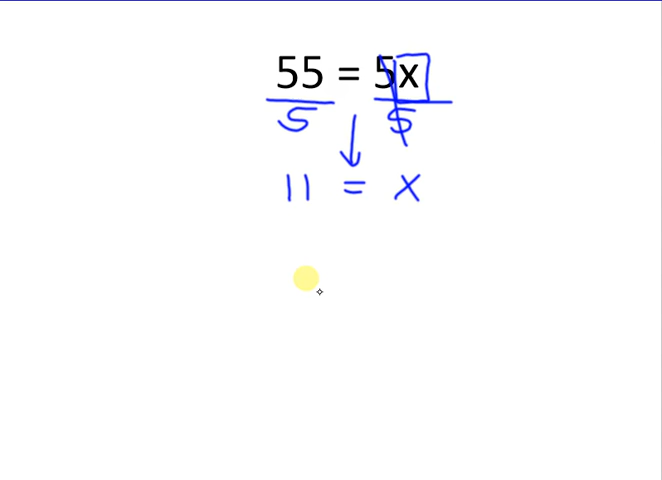 55 = 5x
5 5
11 = x